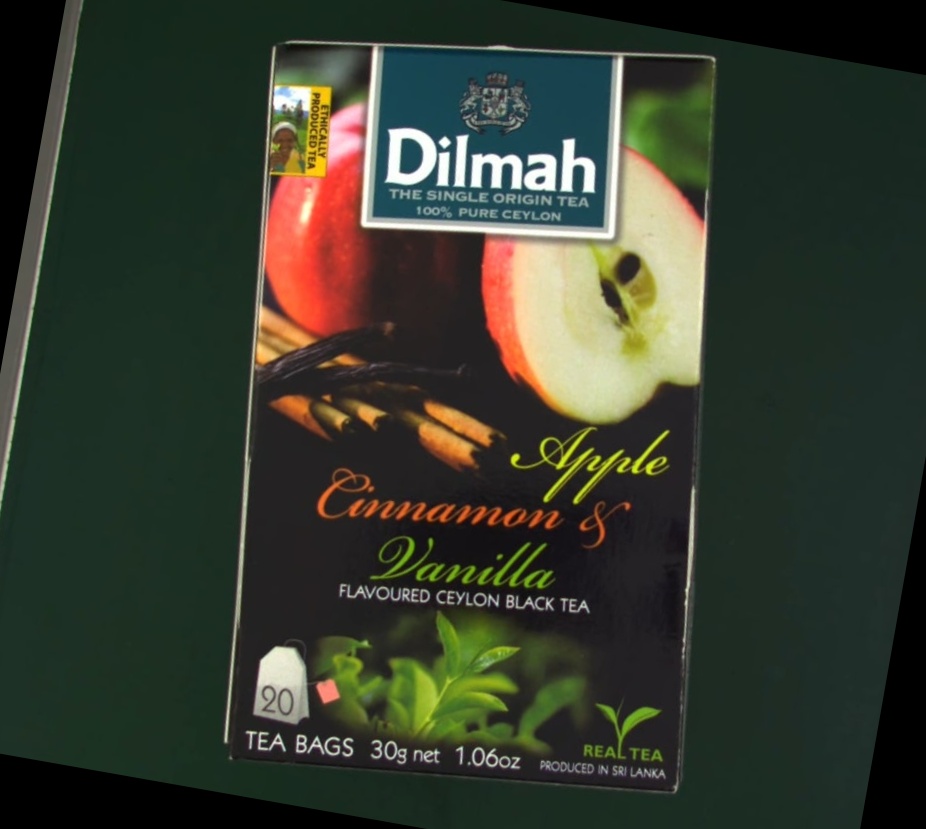 ETHICALLY
PRODUCED TEA
Dilmah
THE SINGLE ORIGIN TEA
100% PURE CEYLON
Apple
Cinnamon &
Vanilla
FLAVOURED CEYLON BLACK TEA
20
TEA BAGS 30g net 1.06oz
REAL TEA
PRODUCED IN SRI LANKA